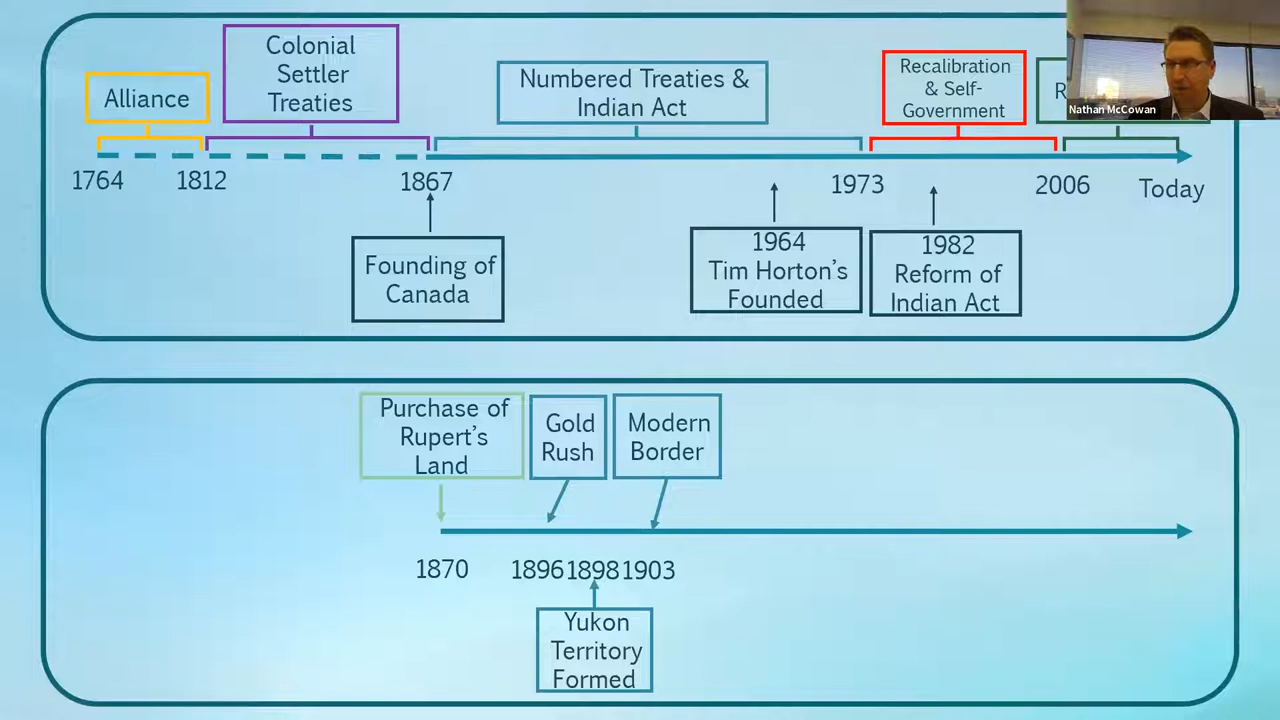 Alliance
Colonial
Settler
Treaties
Numbered Treaties &
Indian Act
Recalibration
& Self-
Government
Nathan McCowan
1764
1812
1867
1973
2006
Today
Founding of
Canada
1964
Tim Horton's
Founded
1982
Reform of
Indian Act
Purchase of
Rupert's
Land
Gold
Rush
Modern
Border
1870
1896
1898
1903
Yukon
Territory
Formed